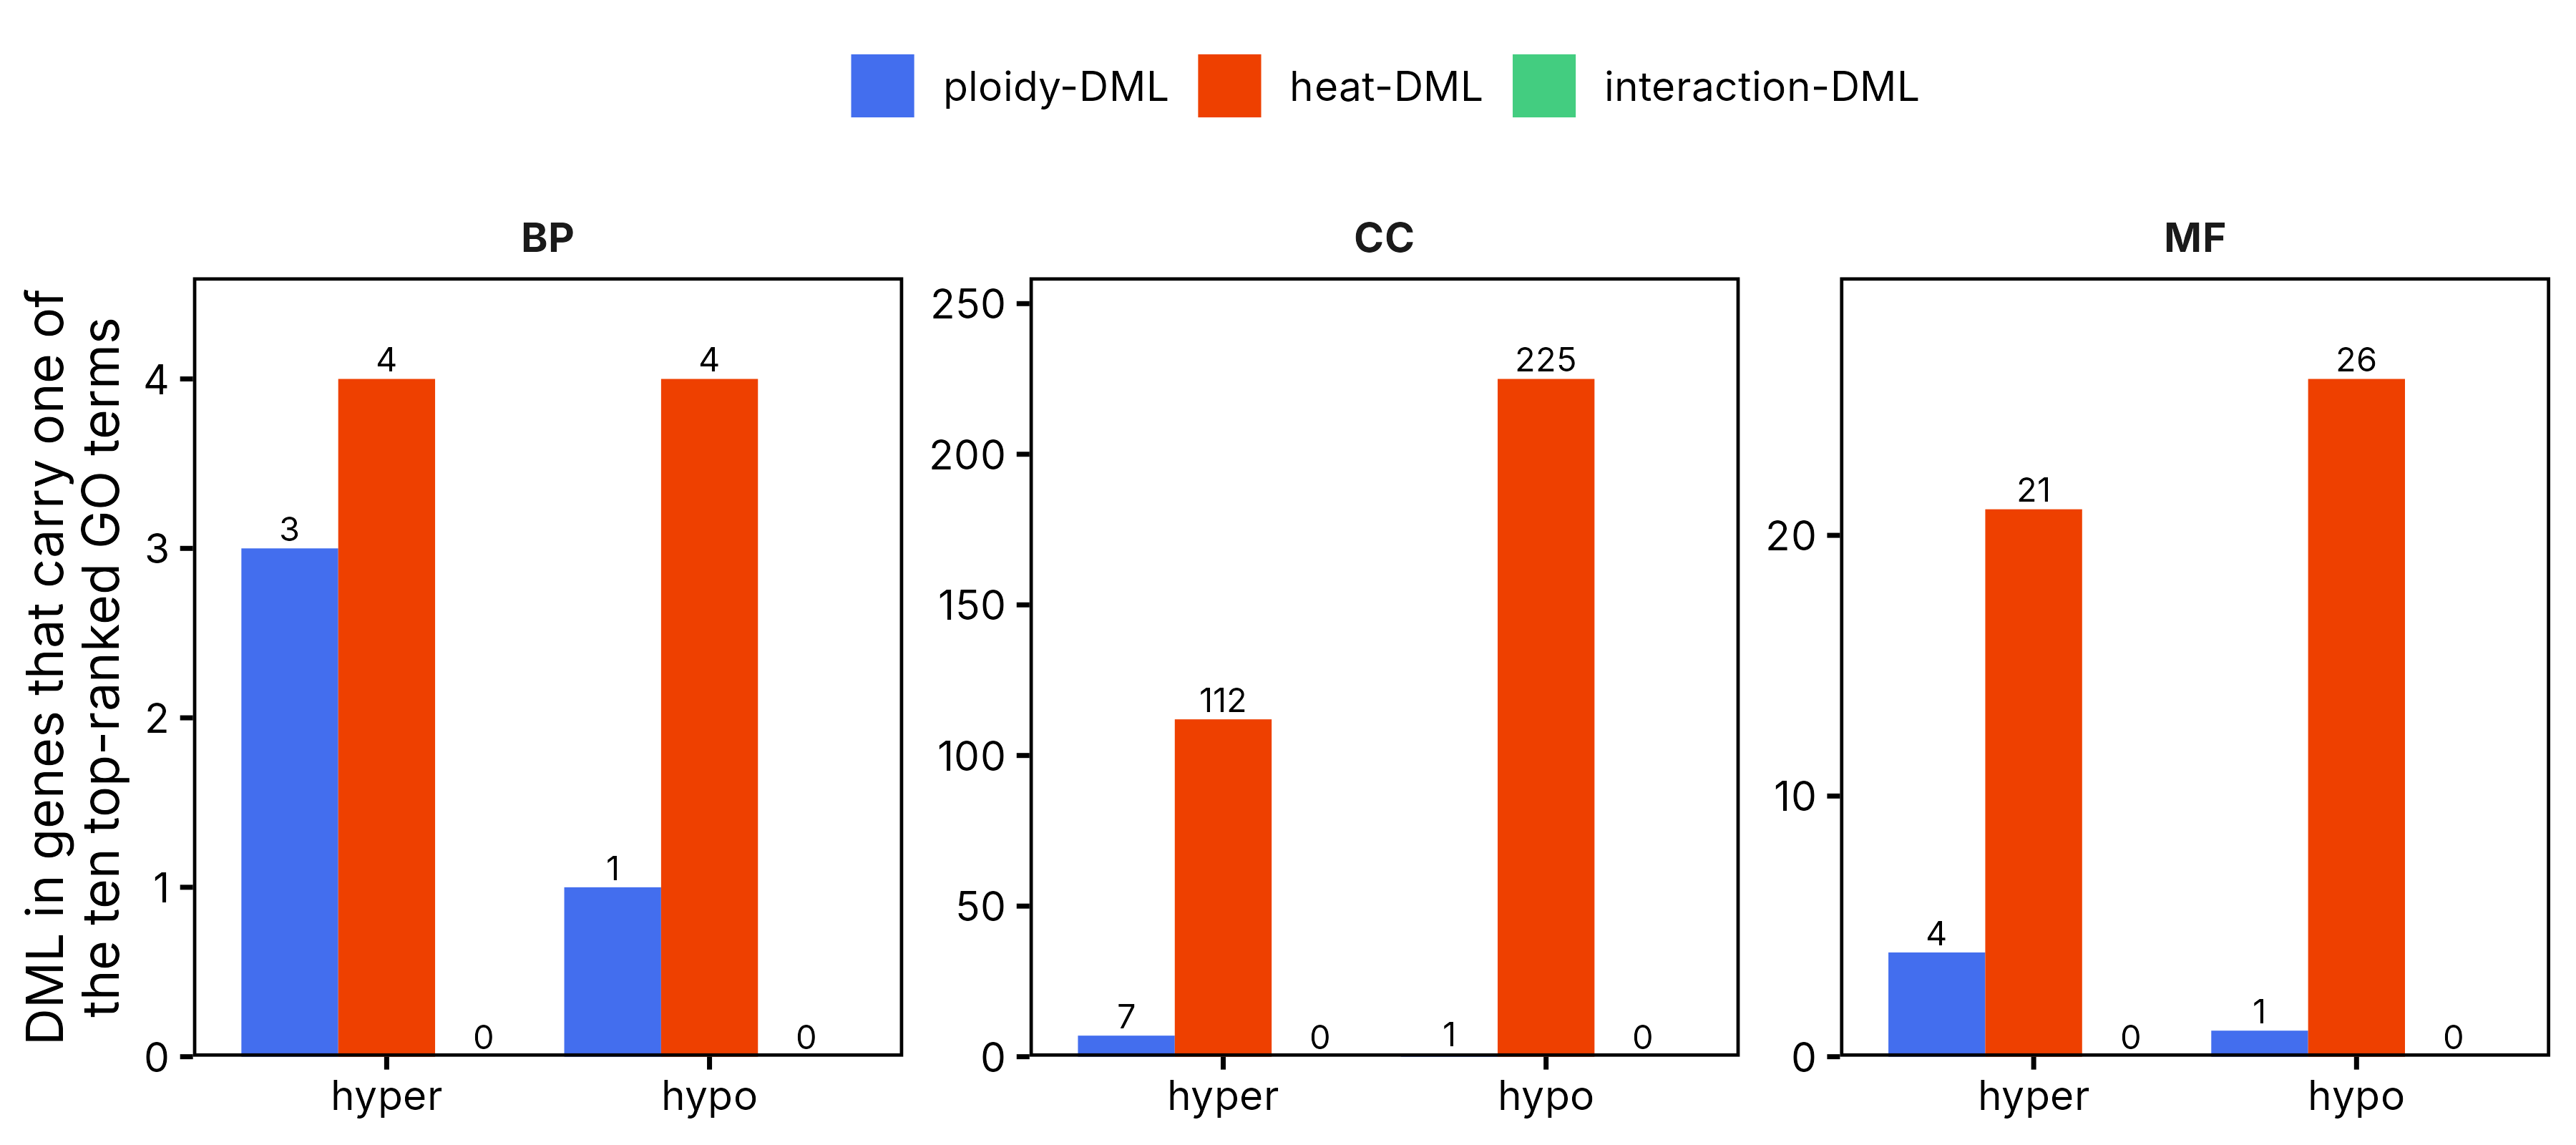 ploidy-DML heat-DML interaction-DML
BP CC MF
DML in genes that carry one of
the ten top-ranked GO terms
4
3
2
1
0
3 4 0 1 4 0
hyper hypo
250
200
150
100
50
0
7 112 0 1 225 0
hyper hypo
20
10
0
4 21 0 1 26 0
hyper hypo